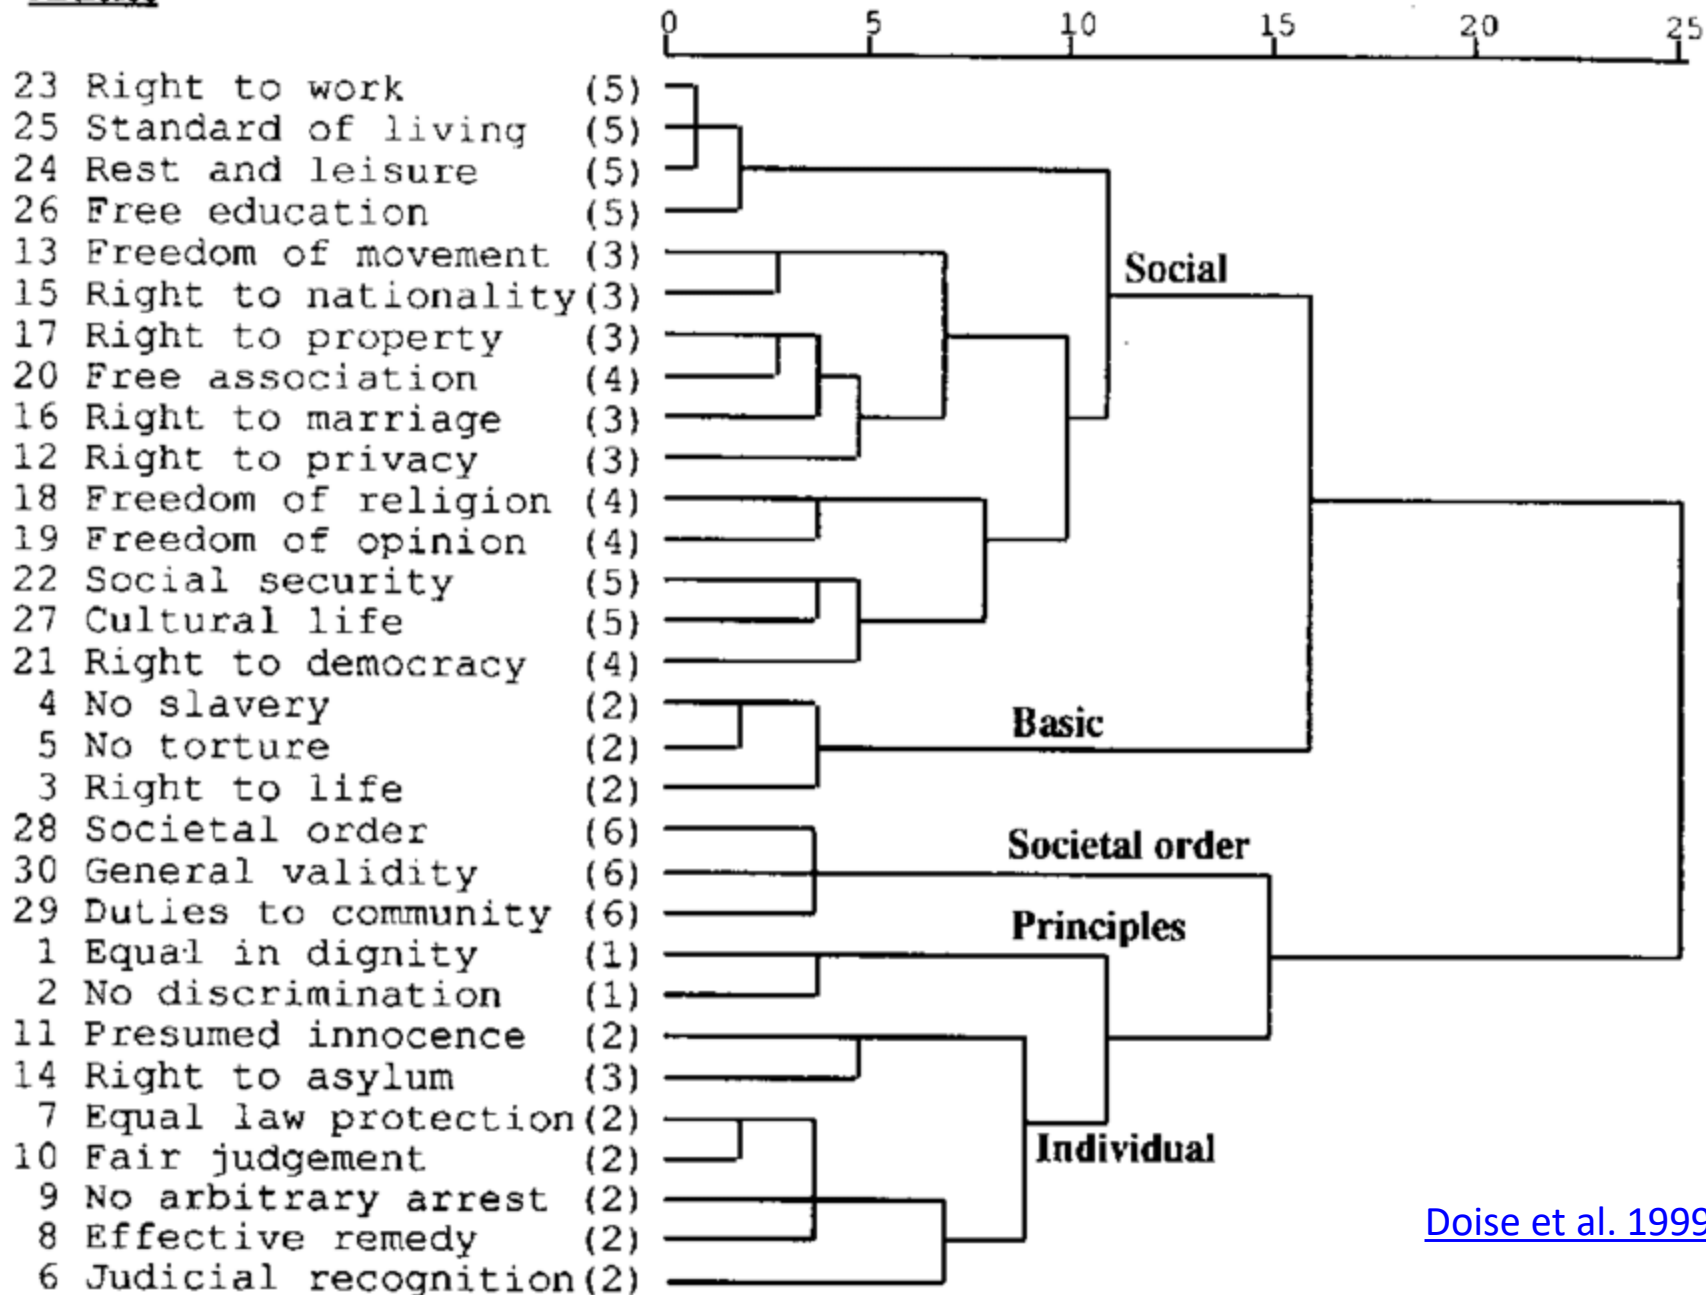 0 5 10 15 20 25
23 Right to work (5)
25 Standard of living (5)
24 Rest and leisure (5)
26 Free education (5)
13 Freedom of movement (3)
Social
15 Right to nationality(3)
17 Right to property (3)
20 Free association (4)
16 Right to marriage (3)
12 Right to privacy (3)
18 Freedom of religion (4)
19 Freedom of opinion (4)
22 Social security (5)
27 Cultural life (5)
21 Right to democracy (4)
4 No slavery (2)
Basic
5 No torture (2)
3 Right to life (2)
28 Societal order (6)
Societal order
30 General validity (6)
29 Duties to community (6)
Principles
1 Equal in dignity (1)
2 No discrimination (1)
11 Presumed innocence (2)
14 Right to asylum (3)
7 Equal law protection(2)
10 Fair judgement (2)
Individual
9 No arbitrary arrest (2)
8 Effective remedy (2)
Doise et al. 1999
6 Judicial recognition(2)